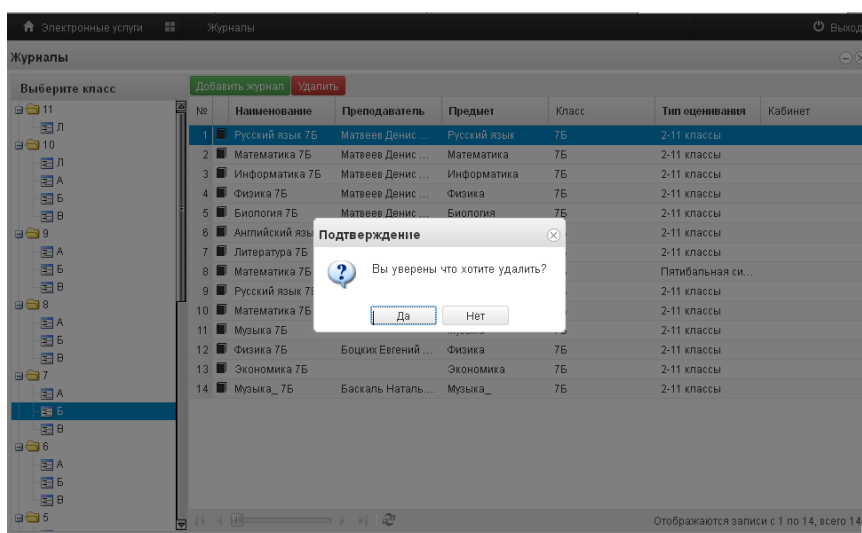 Электронные услуги Журналы Выход
Журналы
Выберите класс
Добавить журнал Удалить
№ Наименование Преподаватель Предмет Класс Тип оценивания Кабинет
1 Русский язык 7Б Матвеев Денис ... Русский язык 7Б 2-11 классы
2 Математика 7Б Матвеев Денис ... Математика 7Б 2-11 классы
3 Информатика 7Б Матвеев Денис ... Информатика 7Б 2-11 классы
4 Физика 7Б Матвеев Денис ... Физика 7Б 2-11 классы
5 Биология 7Б Матвеев Денис ... Биология 7Б 2-11 классы
6 Английский язы 2-11 классы
7 Литература 7Б 2-11 классы
8 Математика 7Б Пятибальная си...
9 Русский язык 7 2-11 классы
10 Математика 7Б 2-11 классы
11 Музыка 7Б 7Б 2-11 классы
12 Физика 7Б Боцких Евгений ... Физика 7Б 2-11 классы
13 Экономика 7Б Экономика 7Б 2-11 классы
14 Музыка_ 7Б Баскаль Наталь... Музыка_ 7Б 2-11 классы
11
Л
10
Л
А
Б
В
9
А
Б
В
8
А
Б
В
7
А
Б
В
6
А
Б
В
5
Подтверждение
Вы уверены что хотите удалить?
Да Нет
Отображаются записи с 1 по 14, всего 14